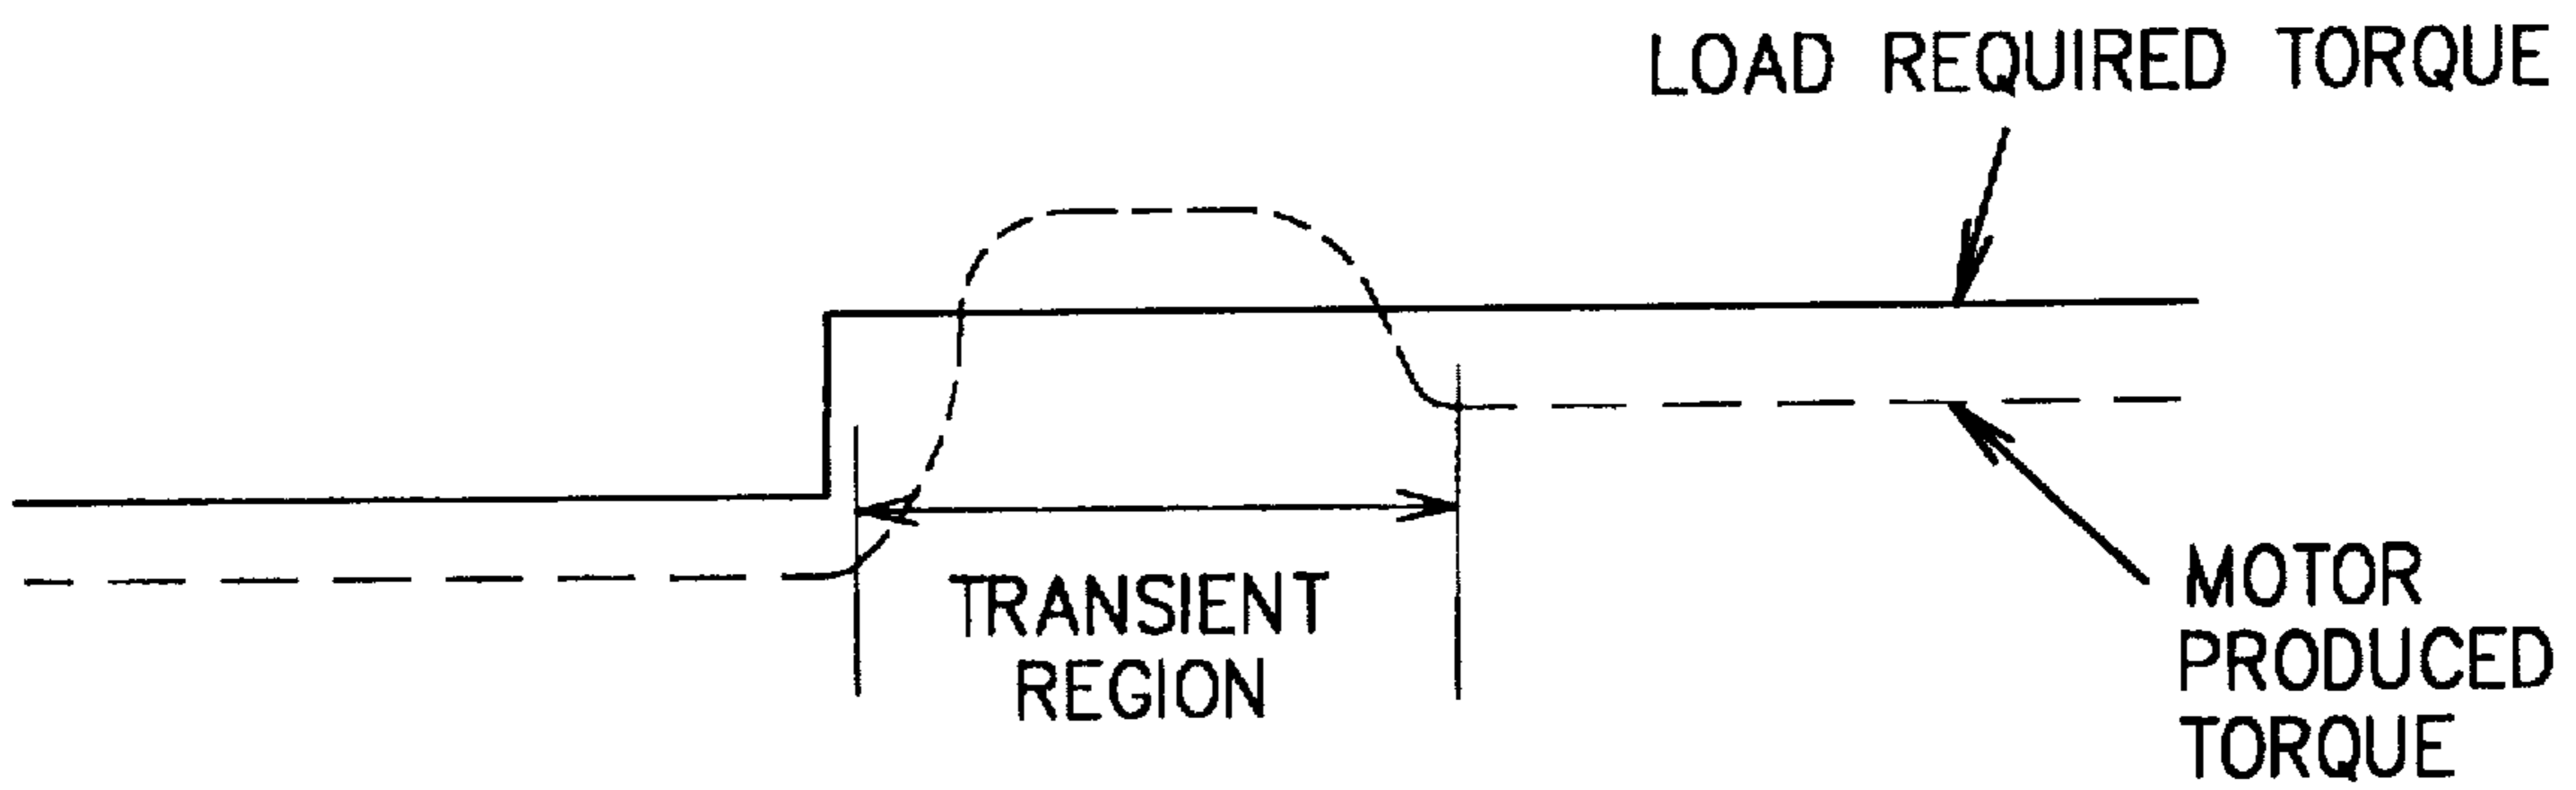 LOAD REQUIRED TORQUE
TRANSIENT
REGION
MOTOR
PRODUCED
TORQUE